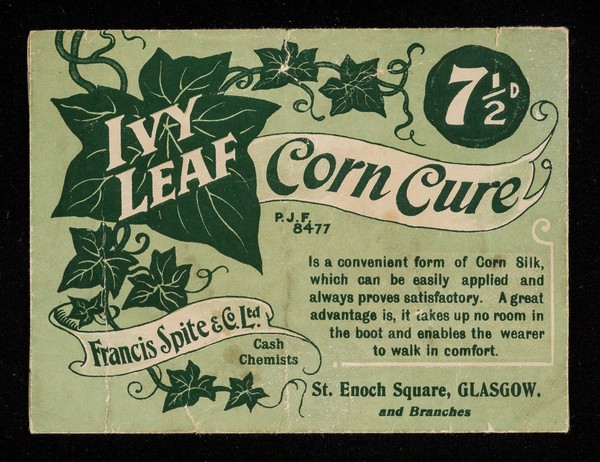 IVY
LEAF
7½D
Corn Cure
P.J.F.
8477
Is a convenient form of Corn Silk,
which can be easily applied and
always proves satisfactory. A great
advantage is, it takes up no room in
the boot and enables the wearer
to walk in comfort.
Francis Spite & Co. Ltd
Cash
Chemists
St. Enoch Square, GLASGOW.
and Branches